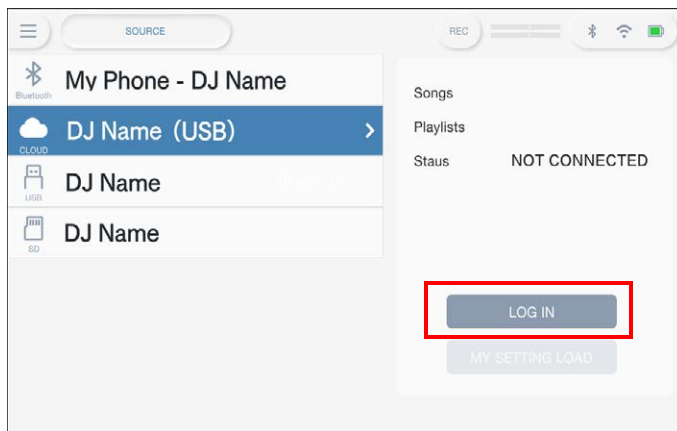 SOURCE
REC
Bluetooth
My Phone - DJ Name
CLOUD
DJ Name (USB)
USB
DJ Name
SD
DJ Name
Songs
Playlists
Staus NOT CONNECTED
LOG IN
MY SETTING LOAD